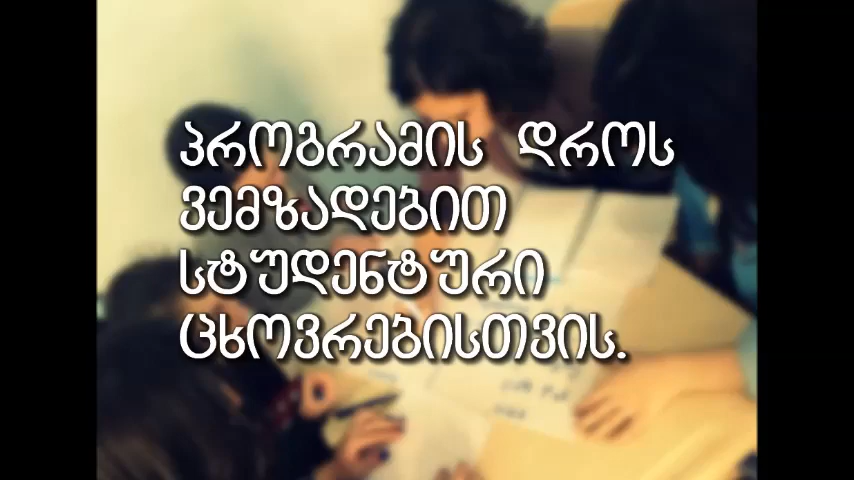 პროგრამის დროს
ვემზადებით
სტუდენტური
ცხოვრებისთვის.